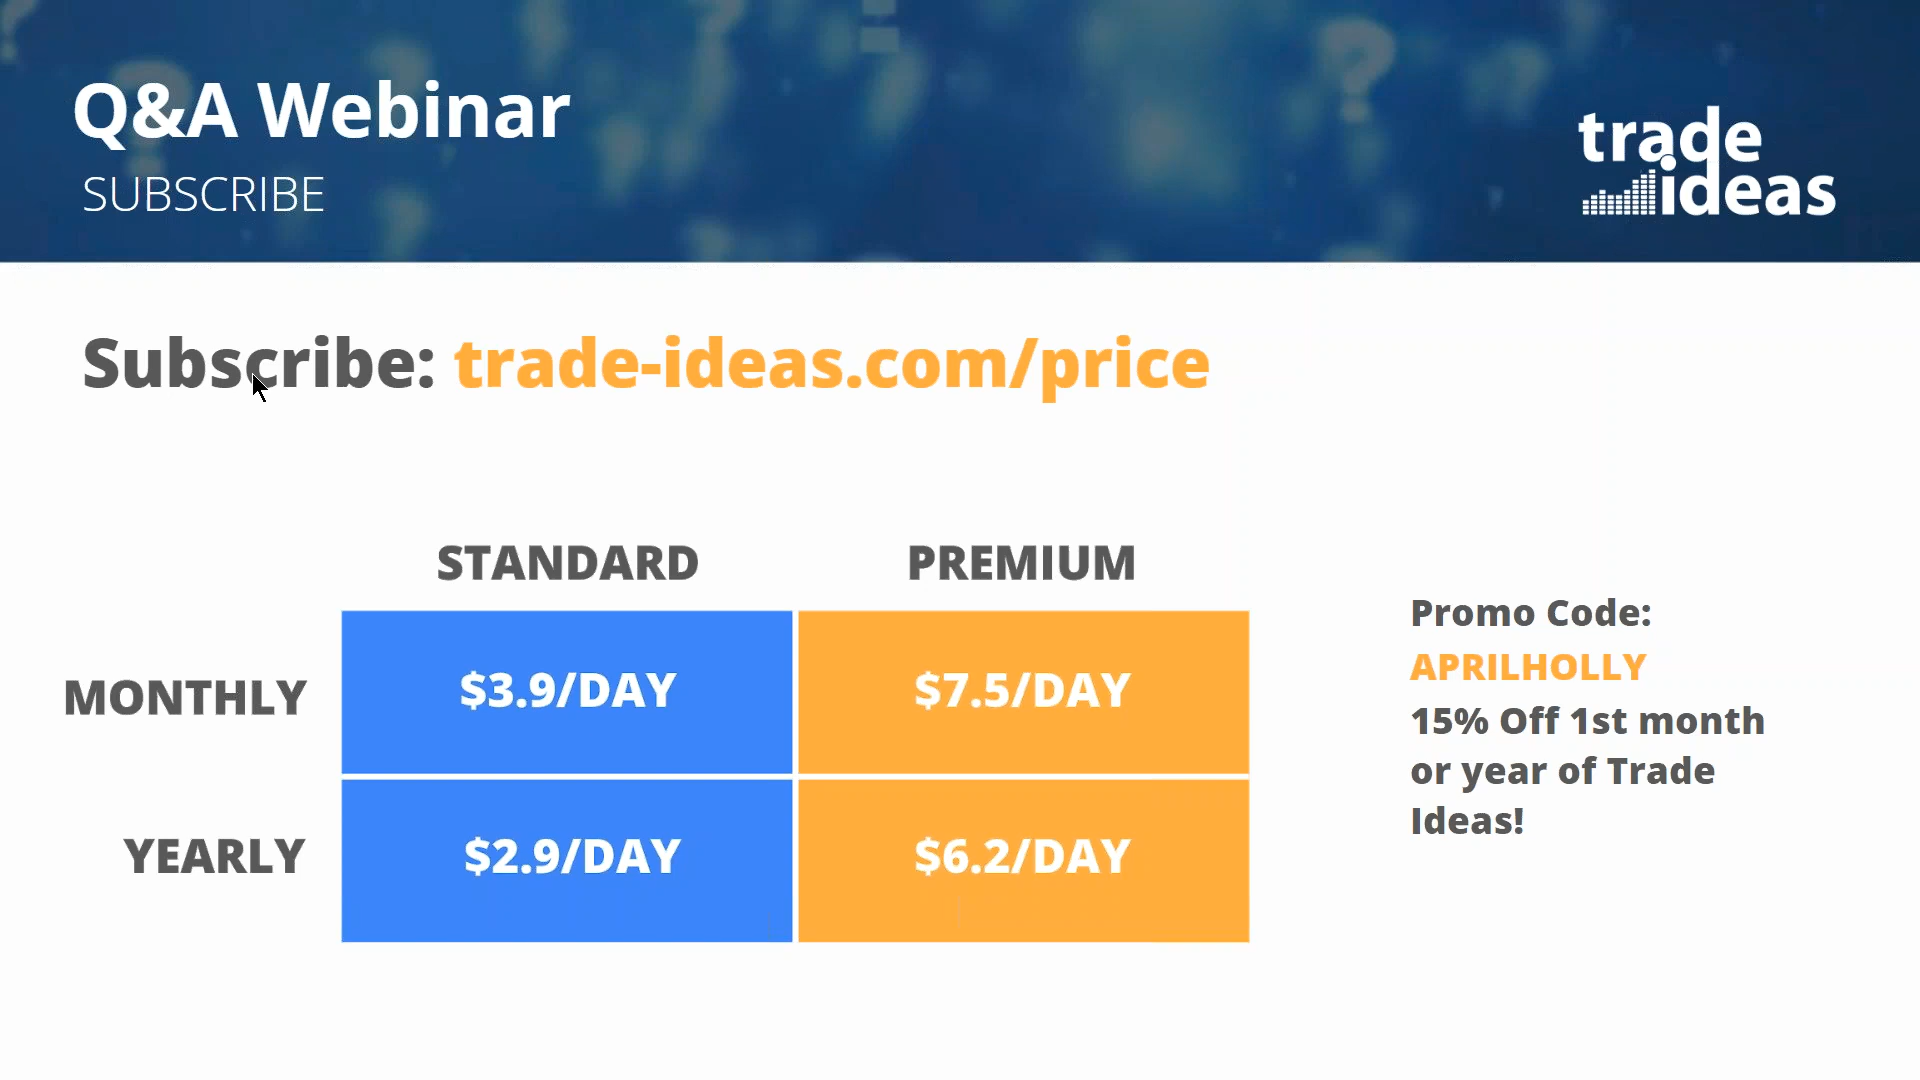 Q&A Webinar
SUBSCRIBE
trade
ideas
Subscribe: trade-ideas.com/price
STANDARD PREMIUM
MONTHLY $3.9/DAY $7.5/DAY
YEARLY $2.9/DAY $6.2/DAY
Promo Code:
APRILHOLLY
15% Off 1st month
or year of Trade
Ideas!